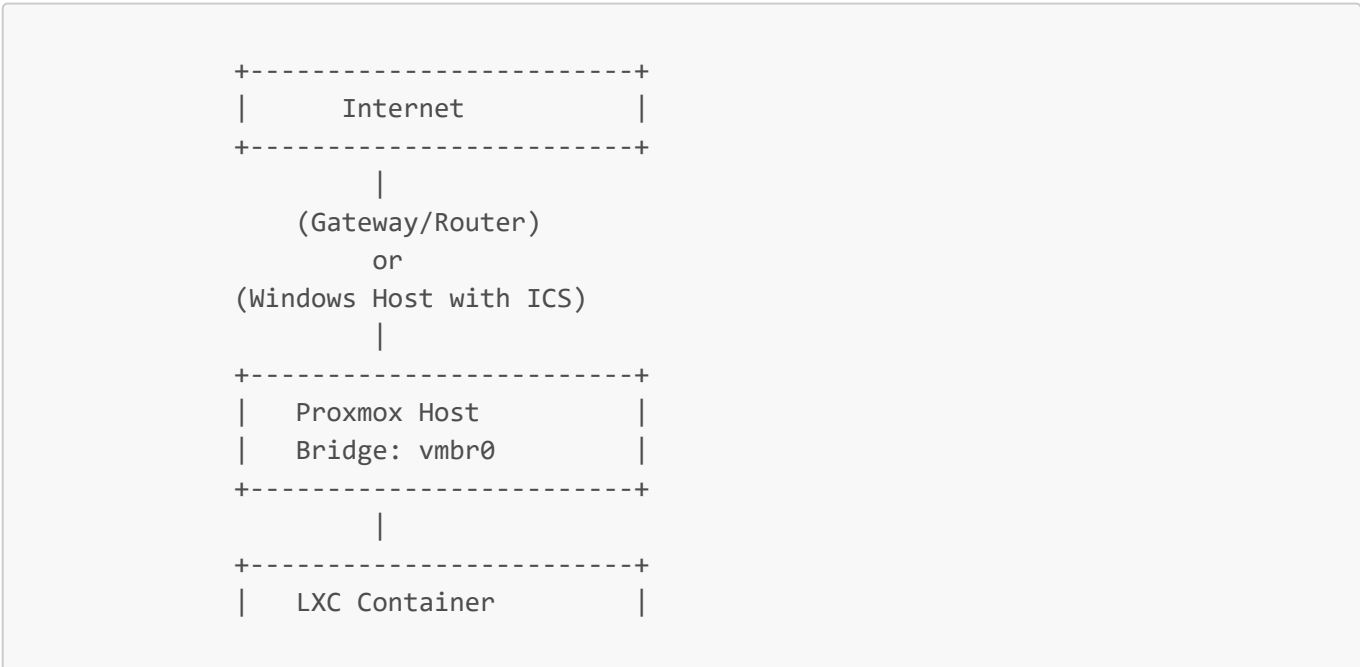 +-------------------------+
|      Internet           |
+-------------------------+
         |
    (Gateway/Router)
         or
(Windows Host with ICS)
         |
+-------------------------+
|   Proxmox Host          |
|   Bridge: vmbr0         |
+-------------------------+
         |
+-------------------------+
|   LXC Container         |